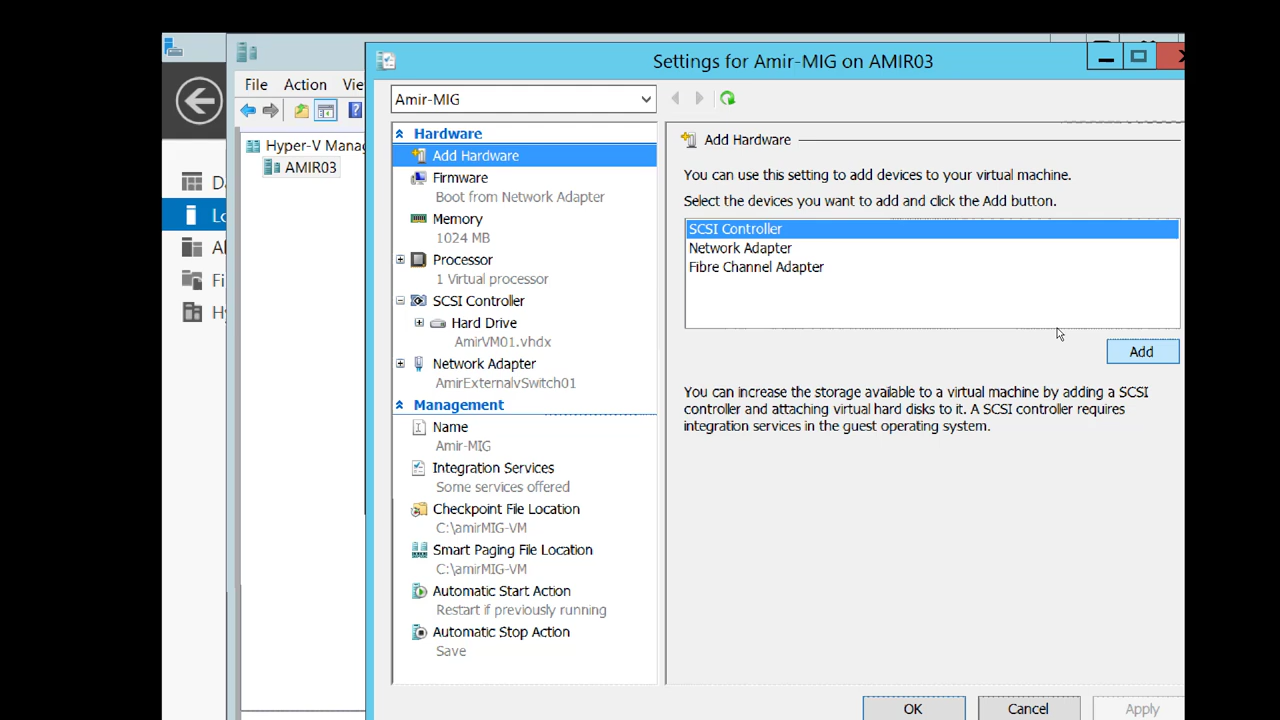 Settings for Amir-MIG on AMIR03
File Action
Hyper-V
AMIR03
Amir-MIG
Hardware
Add Hardware
Firmware
Boot from Network Adapter
Memory
1024 MB
Processor
1 Virtual processor
SCSI Controller
Hard Drive
AmirVM01.vhdx
Network Adapter
AmirExternalvSwitch01
Management
Name
Amir-MIG
Integration Services
Some services offered
Checkpoint File Location
C:\amirMIG-VM
Smart Paging File Location
C:\amirMIG-VM
Automatic Start Action
Restart if previously running
Automatic Stop Action
Save
Add Hardware
You can use this setting to add devices to your virtual machine.
Select the devices you want to add and click the Add button.
SCSI Controller
Network Adapter
Fibre Channel Adapter
Add
You can increase the storage available to a virtual machine by adding a SCSI
controller and attaching virtual hard disks to it. A SCSI controller requires
integration services in the guest operating system.
OK
Cancel
Apply